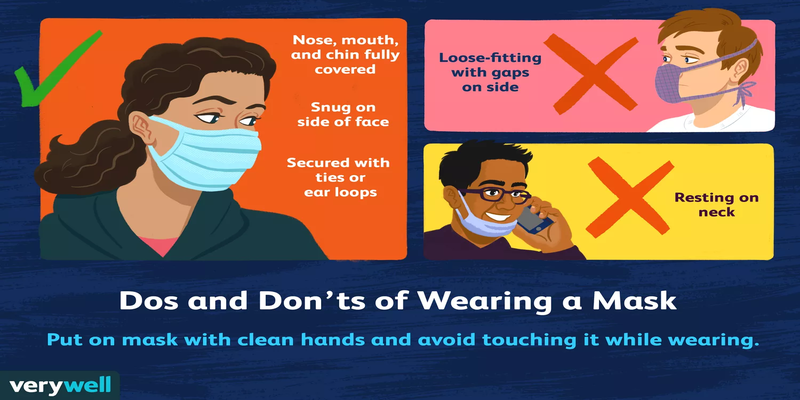 Nose, mouth,
and chin fully
covered
Snug on
side of face
Secured with
ties or
ear loops
Loose-fitting
with gaps
on side
Resting on
neck
Dos and Don’ts of Wearing a Mask
Put on mask with clean hands and avoid touching it while wearing.
verywell